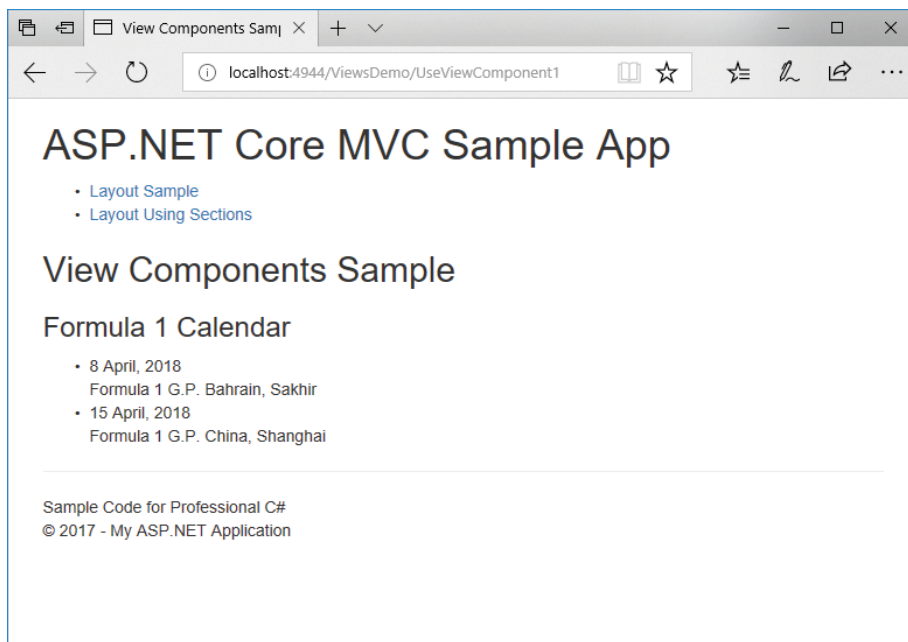 View Components Samp
localhost:4944/ViewsDemo/UseViewComponent1
ASP.NET Core MVC Sample App
• Layout Sample
• Layout Using Sections
View Components Sample
Formula 1 Calendar
• 8 April, 2018
Formula 1 G.P. Bahrain, Sakhir
• 15 April, 2018
Formula 1 G.P. China, Shanghai
Sample Code for Professional C#
© 2017 - My ASP.NET Application